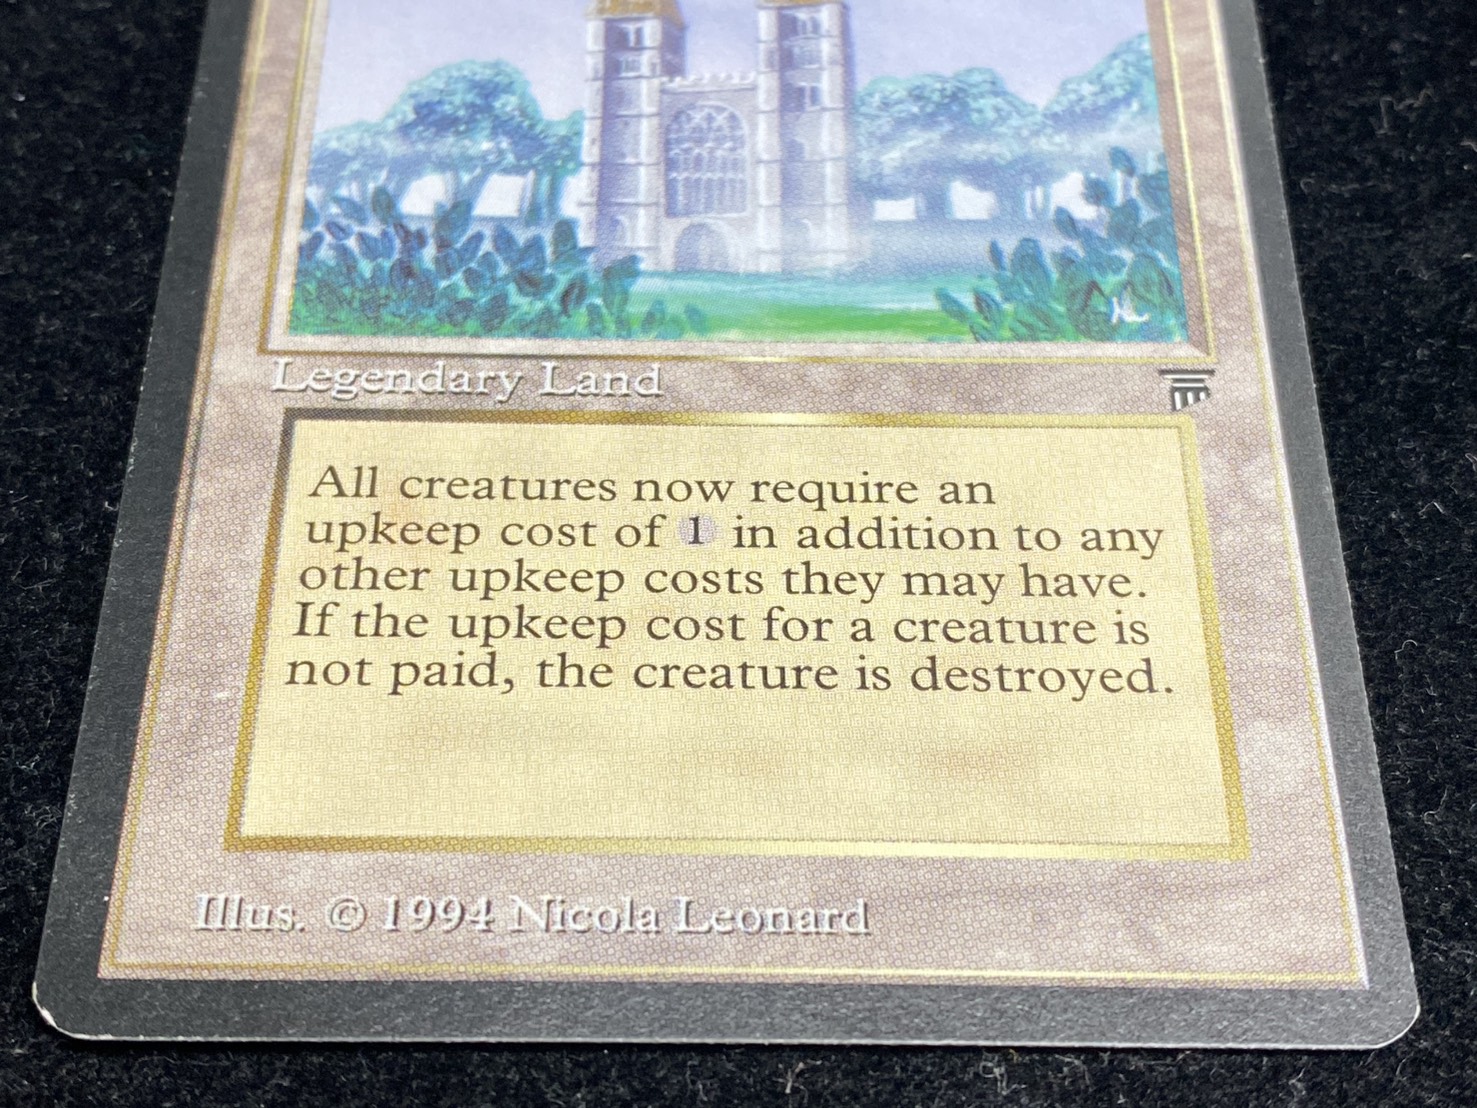 NL
Legendary Land
All creatures now require an
upkeep cost of 1 in addition to any
other upkeep costs they may have.
If the upkeep cost for a creature is
not paid, the creature is destroyed.
Illus. © 1994 Nicola Leonard